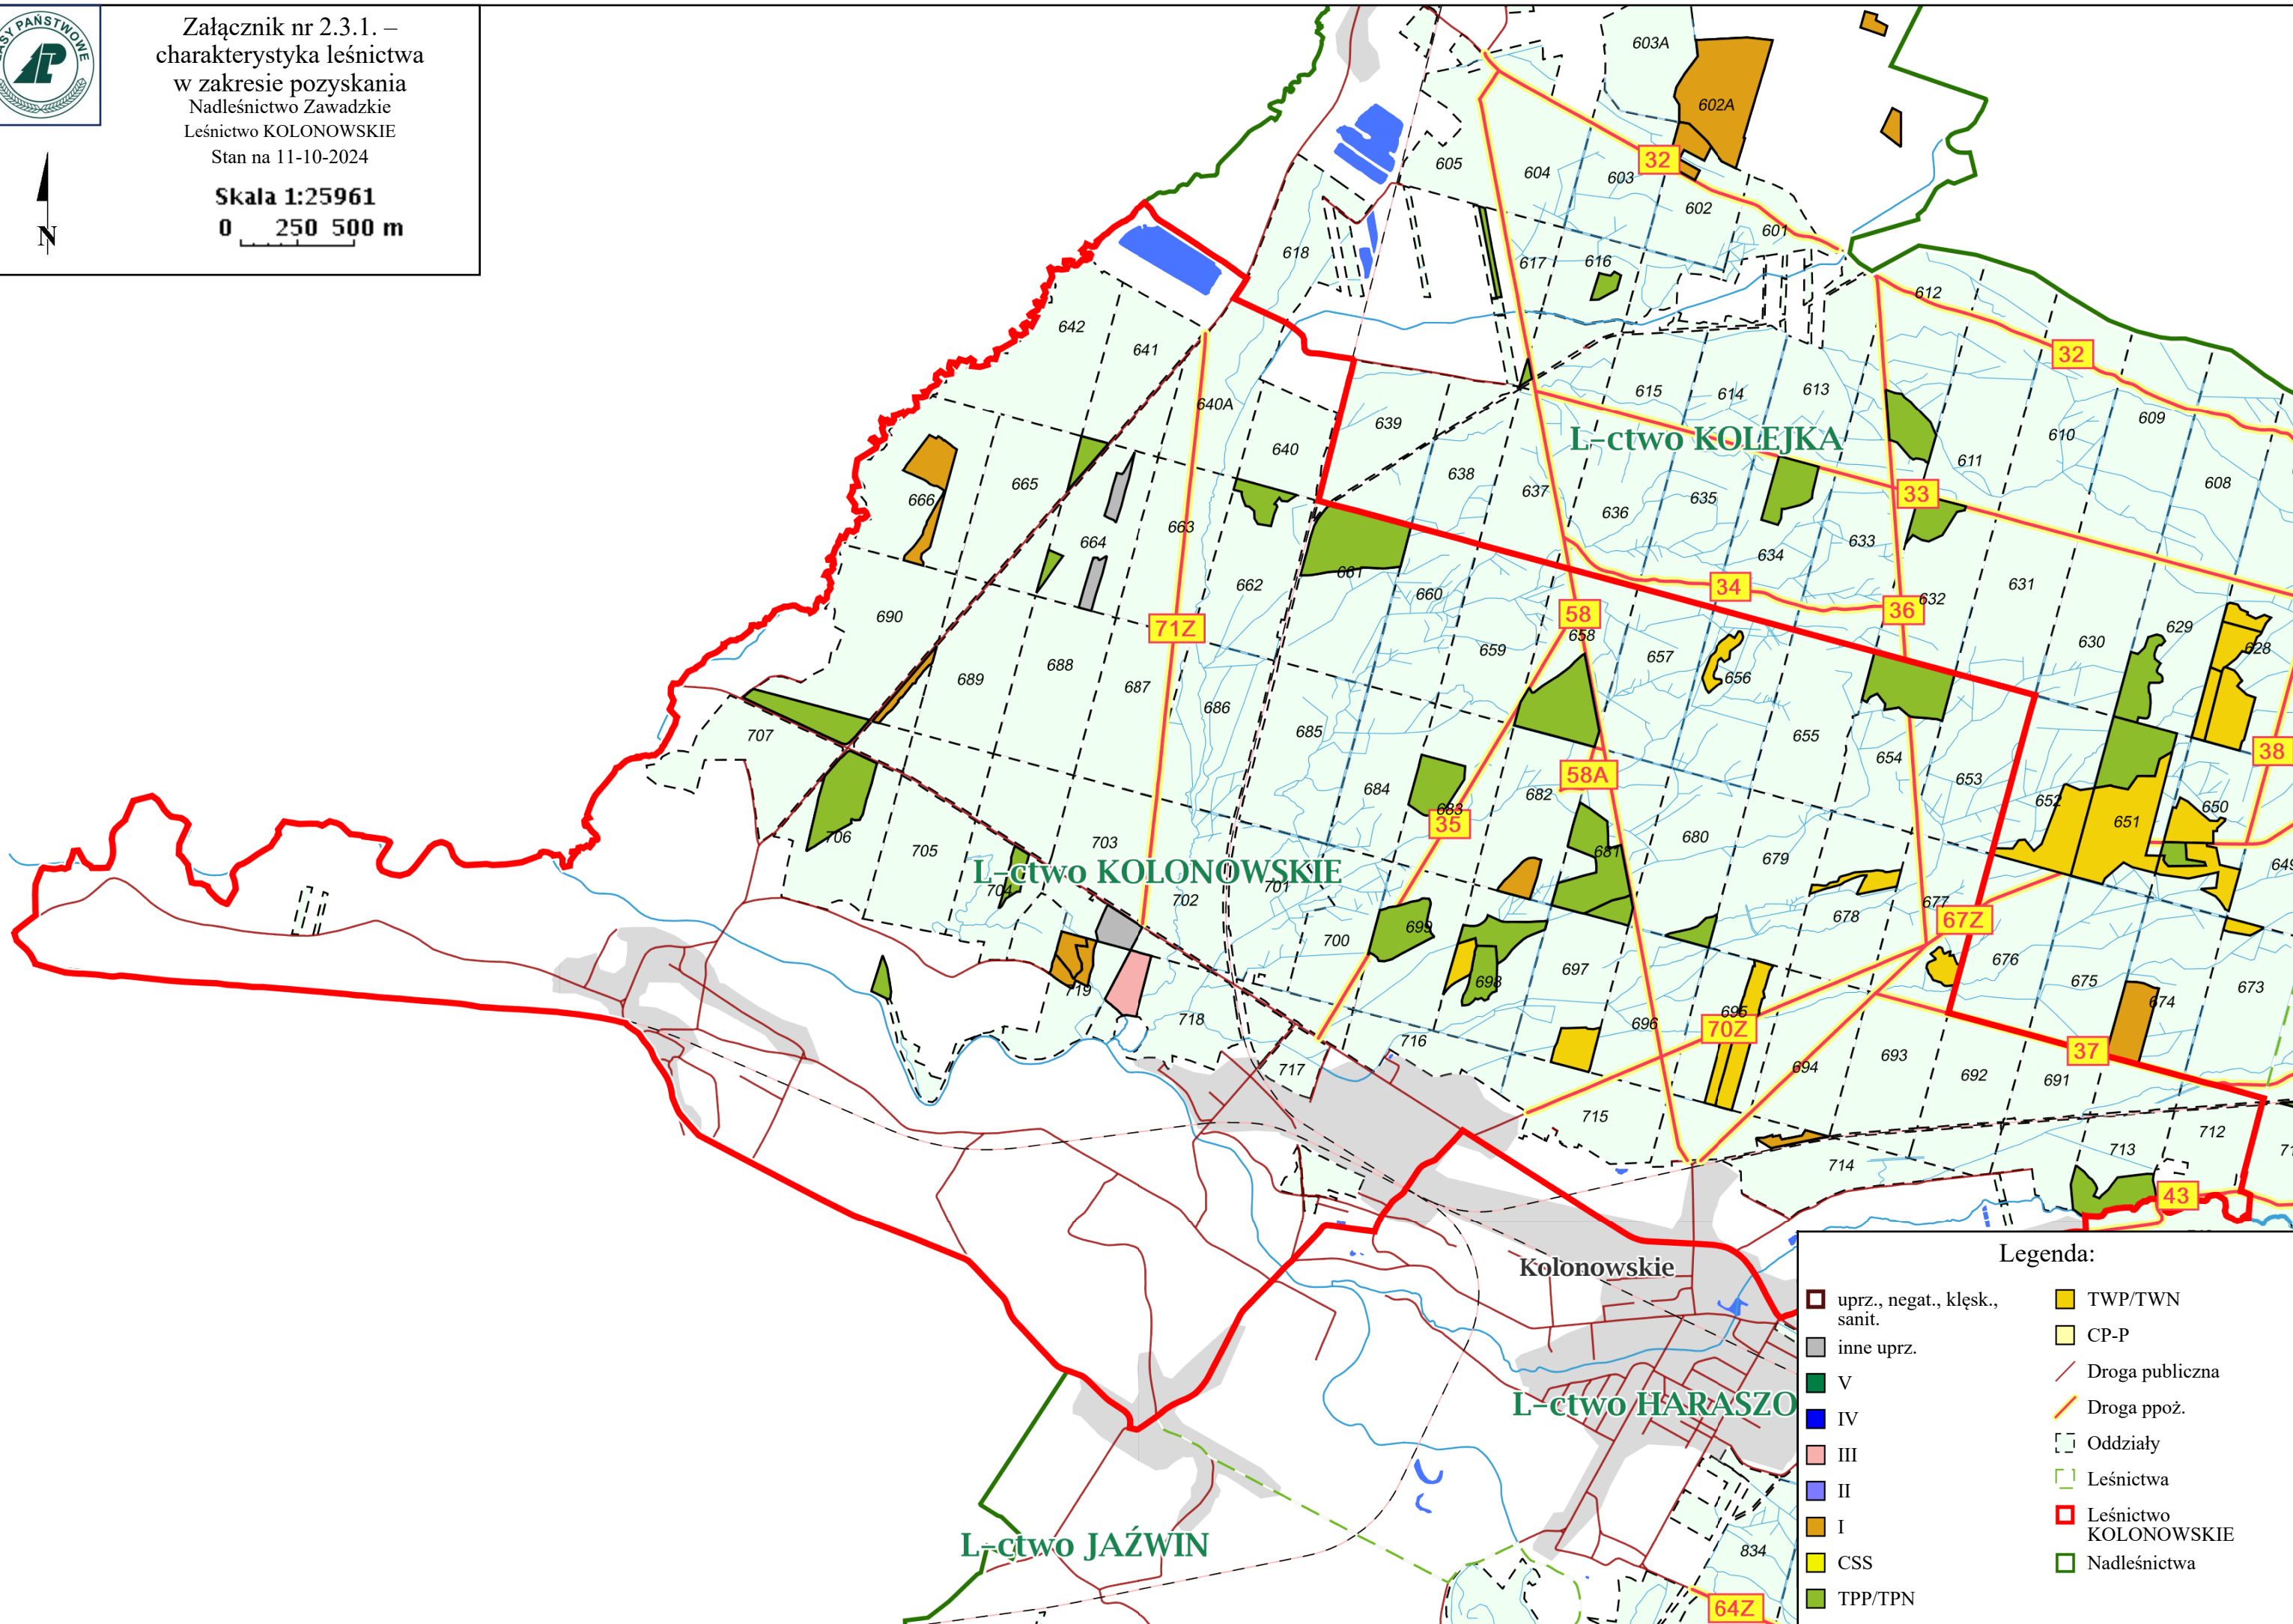 ASY PAŃSTWOWE
LP
Załącznik nr 2.3.1. –
charakterystyka leśnictwa
w zakresie pozyskania
Nadleśnictwo Zawadzkie
Leśnictwo KOLONOWSKIE
Stan na 11-10-2024
Skala 1:25961
0 250 500 m
N
603A
602A
605
604
603
32
602
601
618
617
616
612
642
641
32
640A
639
615
614
613
609
L-ctwo KOLEJKA
640
638
610
611
608
666
665
637
635
33
636
663
664
634
633
661
662
660
34
631
36
632
690
58
71Z
658
659
657
630
629
628
688
689
687
656
686
707
685
655
38
654
58A
653
684
682
652
650
683
35
651
706
705
703
680
681
679
649
L-ctwo KOLONOWSKIE
704
701
702
677
678
67Z
699
700
697
676
698
675
673
719
674
695
718
696
70Z
716
37
693
717
694
692
691
715
712
713
714
71
43
Kolonowskie
L-ctwo HARASZO
L-ctwo JAŹWIN
834
64Z
Legenda:
uprz., negat., klęsk.,
sanit.
inne uprz.
V
IV
III
II
I
CSS
TPP/TPN
TWP/TWN
CP-P
Droga publiczna
Droga ppoż.
Oddziały
Leśnictwa
Leśnictwo
KOLONOWSKIE
Nadleśnictwa